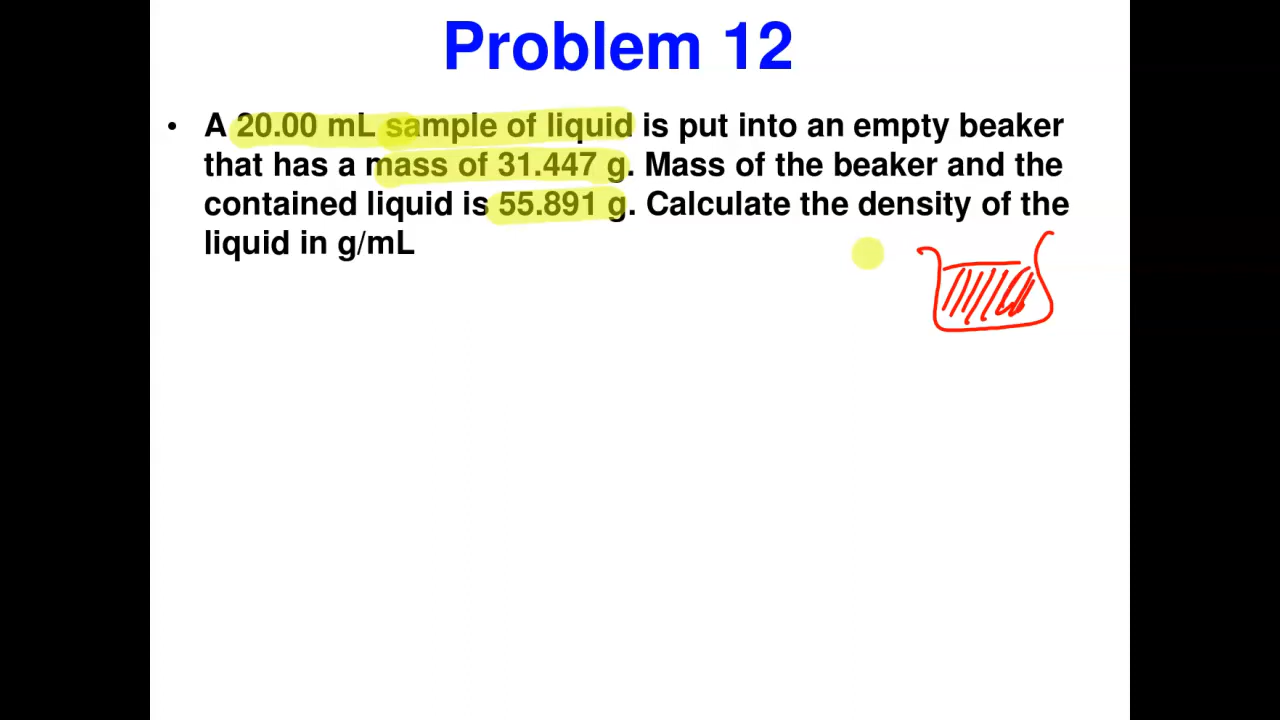 Problem 12
• A 20.00 mL sample of liquid is put into an empty beaker
that has a mass of 31.447 g. Mass of the beaker and the
contained liquid is 55.891 g. Calculate the density of the
liquid in g/mL